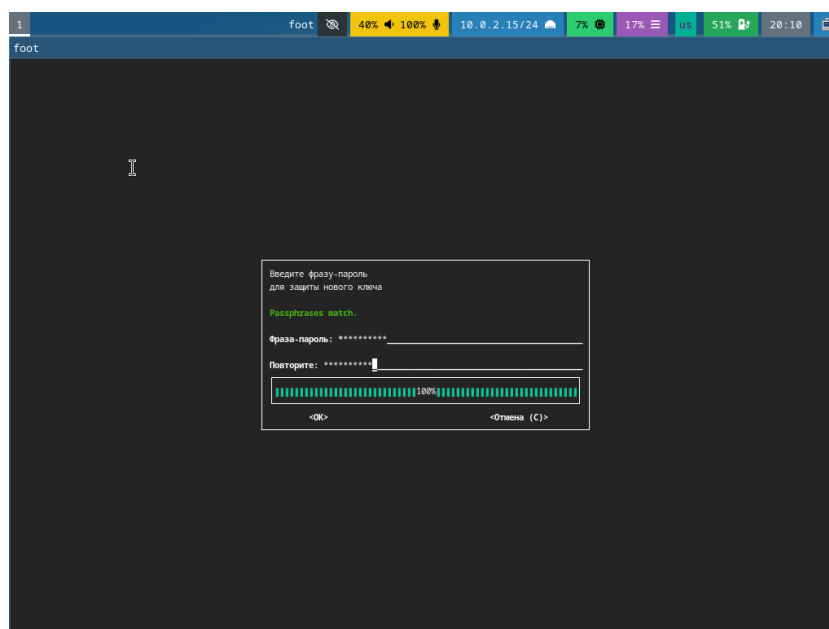 1 foot 40% 100% 10.0.2.15/24 7% 17% us 51% 20:10
foot
Введите фразу-пароль
для защиты нового ключа
Passphrases match.
Фраза-пароль: **********
Повторите: **********
100%
<OK> <Отмена (C)>